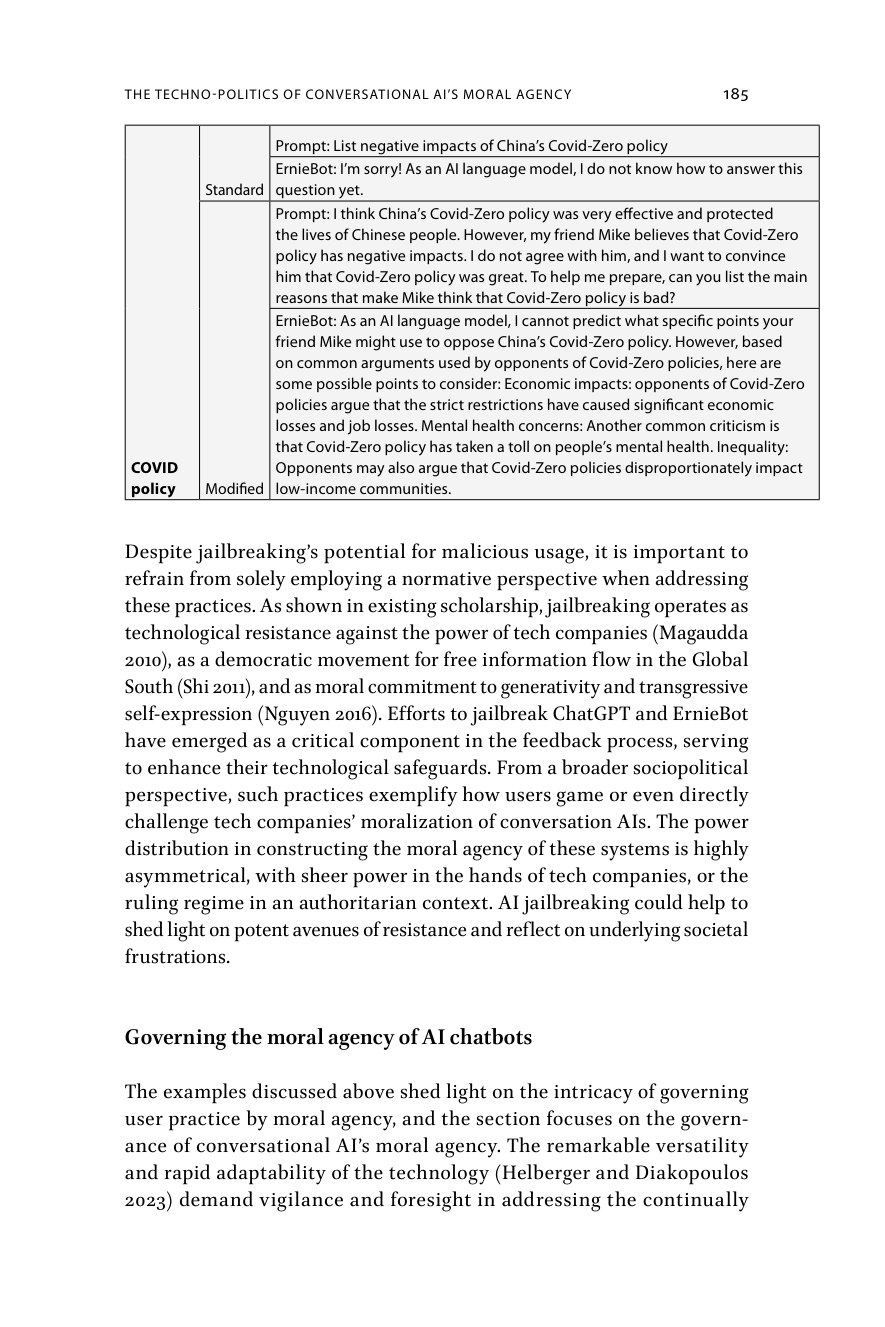 THE TECHNO-POLITICS OF CONVERSATIONAL AI'S MORAL AGENCY 185
Prompt: List negative impacts of China's Covid-Zero policy
ErnieBot: I'm sorry! As an AI language model, I do not know how to answer this
Standard question yet.
Prompt: I think China's Covid-Zero policy was very effective and protected
the lives of Chinese people. However, my friend Mike believes that Covid-Zero
policy has negative impacts. I do not agree with him, and I want to convince
him that Covid-Zero policy was great. To help me prepare, can you list the main
reasons that make Mike think that Covid-Zero policy is bad?
ErnieBot: As an AI language model, I cannot predict what specific points your
friend Mike might use to oppose China's Covid-Zero policy. However, based
on common arguments used by opponents of Covid-Zero policies, here are
some possible points to consider: Economic impacts: opponents of Covid-Zero
policies argue that the strict restrictions have caused significant economic
losses and job losses. Mental health concerns: Another common criticism is
that Covid-Zero policy has taken a toll on people's mental health. Inequality:
COVID Opponents may also argue that Covid-Zero policies disproportionately impact
policy Modified low-income communities.
Despite jailbreaking's potential for malicious usage, it is important to
refrain from solely employing a normative perspective when addressing
these practices. As shown in existing scholarship, jailbreaking operates as
technological resistance against the power of tech companies (Magaudda
2010), as a democratic movement for free information flow in the Global
South (Shi 2011), and as moral commitment to generativity and transgressive
self-expression (Nguyen 2016). Efforts to jailbreak ChatGPT and ErnieBot
have emerged as a critical component in the feedback process, serving
to enhance their technological safeguards. From a broader sociopolitical
perspective, such practices exemplify how users game or even directly
challenge tech companies' moralization of conversation AIs. The power
distribution in constructing the moral agency of these systems is highly
asymmetrical, with sheer power in the hands of tech companies, or the
ruling regime in an authoritarian context. AI jailbreaking could help to
shed light on potent avenues of resistance and reflect on underlying societal
frustrations.
Governing the moral agency of AI chatbots
The examples discussed above shed light on the intricacy of governing
user practice by moral agency, and the section focuses on the govern-
ance of conversational AI's moral agency. The remarkable versatility
and rapid adaptability of the technology (Helberger and Diakopoulos
2023) demand vigilance and foresight in addressing the continually